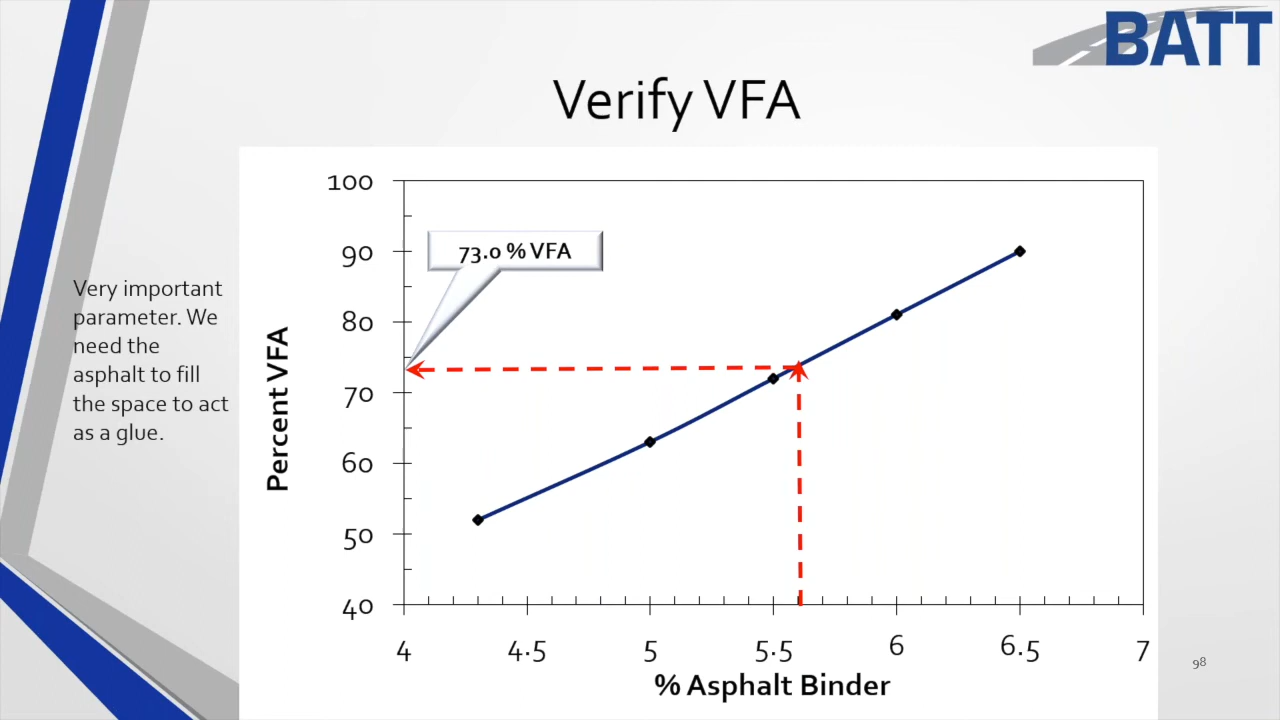 BATT
Verify VFA
Very important
parameter. We
need the
asphalt to fill
the space to act
as a glue.
Percent VFA
100
90
80
70
60
50
40
73.0 % VFA
4 4.5 5 5.5 6 6.5 7
% Asphalt Binder
98